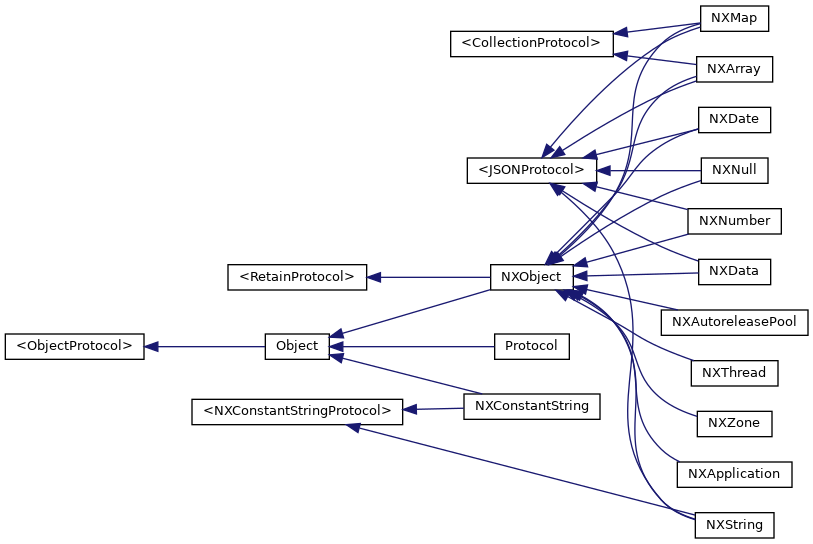 NXMap
<CollectionProtocol>
NXArray
NXDate
<JSONProtocol>
NXNull
NXNumber
NXData
NXObject
<RetainProtocol>
NXAutoreleasePool
Protocol
Object
<ObjectProtocol>
NXThread
NXConstantString
<NXConstantStringProtocol>
NXZone
NXApplication
NXString